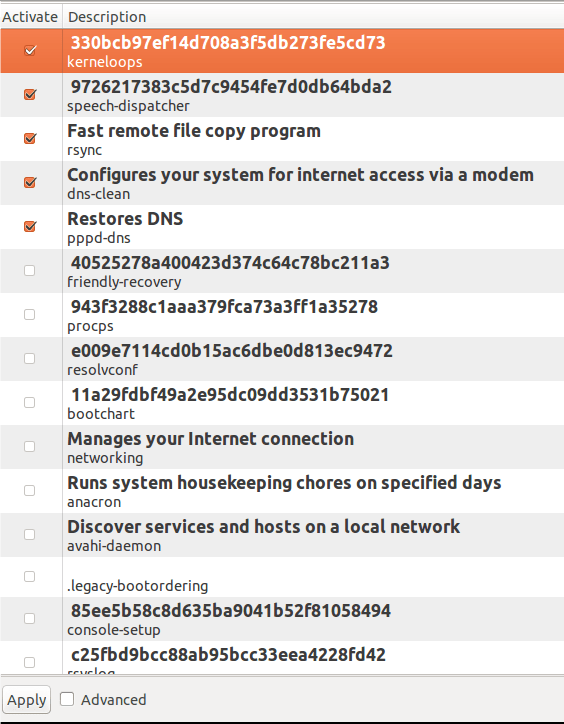 Activate Description
330bcb97ef14d708a3f5db273fe5cd73
kerneloops
9726217383c5d7c9454fe7d0db64bda2
speech-dispatcher
Fast remote file copy program
rsync
Configures your system for internet access via a modem
dns-clean
Restores DNS
pppd-dns
40525278a400423d374c64c78bc211a3
friendly-recovery
943f3288c1aaa379fca73a3ff1a35278
procps
e009e7114cd0b15ac6dbe0d813ec9472
resolvconf
11a29fdbf49a2e95dc09dd3531b75021
bootchart
Manages your Internet connection
networking
Runs system housekeeping chores on specified days
anacron
Discover services and hosts on a local network
avahi-daemon
.legacy-bootordering
85ee5b58c8d635ba9041b52f81058494
console-setup
c25fbd9bcc88ab95bcc33eea4228fd42
rsyslog
Apply Advanced